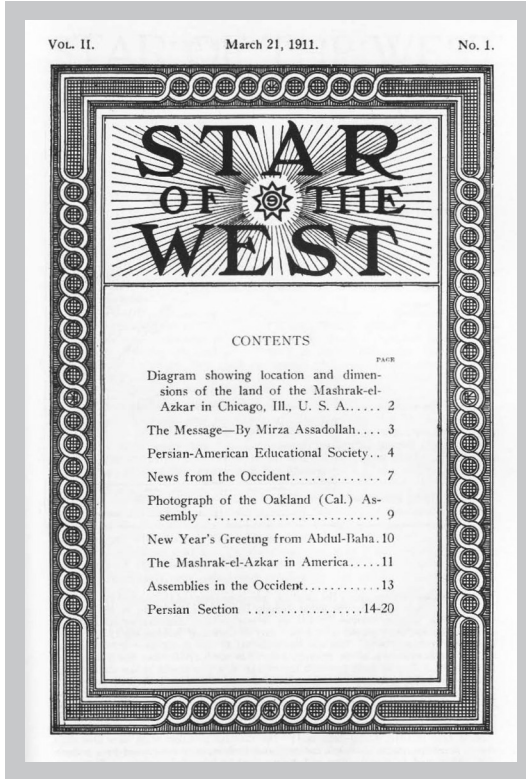 VOL. II.
March 21, 1911.
No. 1.
STAR
OF THE
WEST
9
CONTENTS
PAGE
Diagram showing location and dimen-
sions of the land of the Mashrak-el-
Azkar in Chicago, Ill., U. S. A..... 2
The Message—By Mirza Assadollah.... 3
Persian-American Educational Society.. 4
News from the Occident............. 7
Photograph of the Oakland (Cal.) As-
sembly .......................... 9
New Year's Greeting from Abdul-Baha.10
The Mashrak-el-Azkar in America.....11
Assemblies in the Occident............13
Persian Section ..................14-20